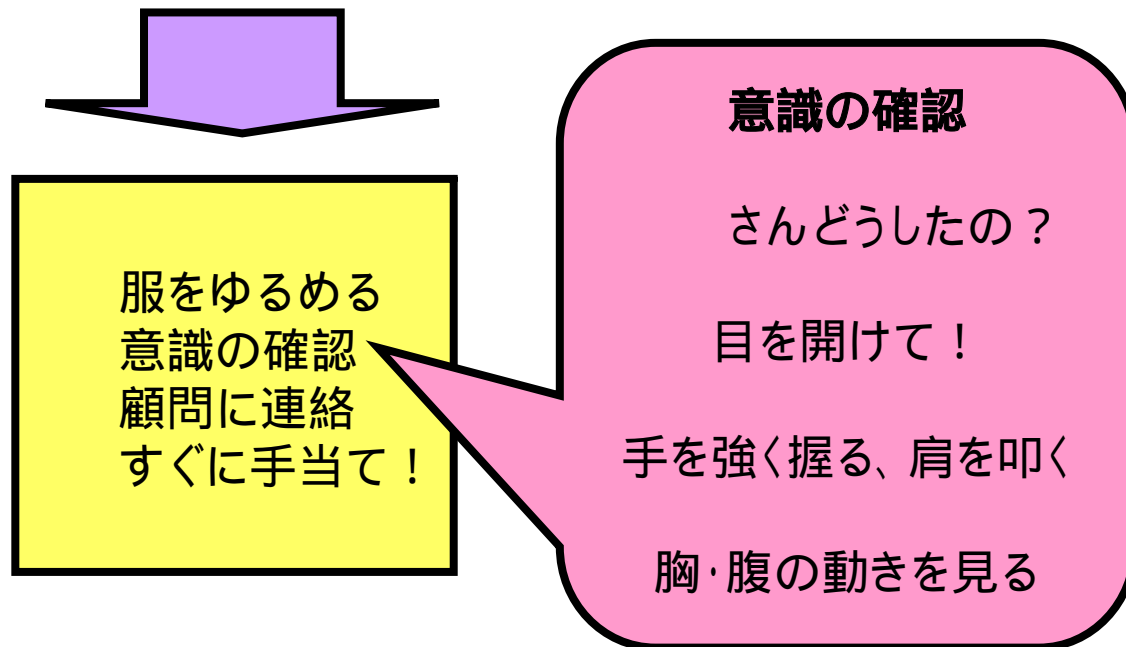 服をゆるめる
意識の確認
顧問に連絡
すぐに手当て！
意識の確認
さんどうしたの？
目を開けて！
手を強く握る、肩を叩く
胸・腹の動きを見る